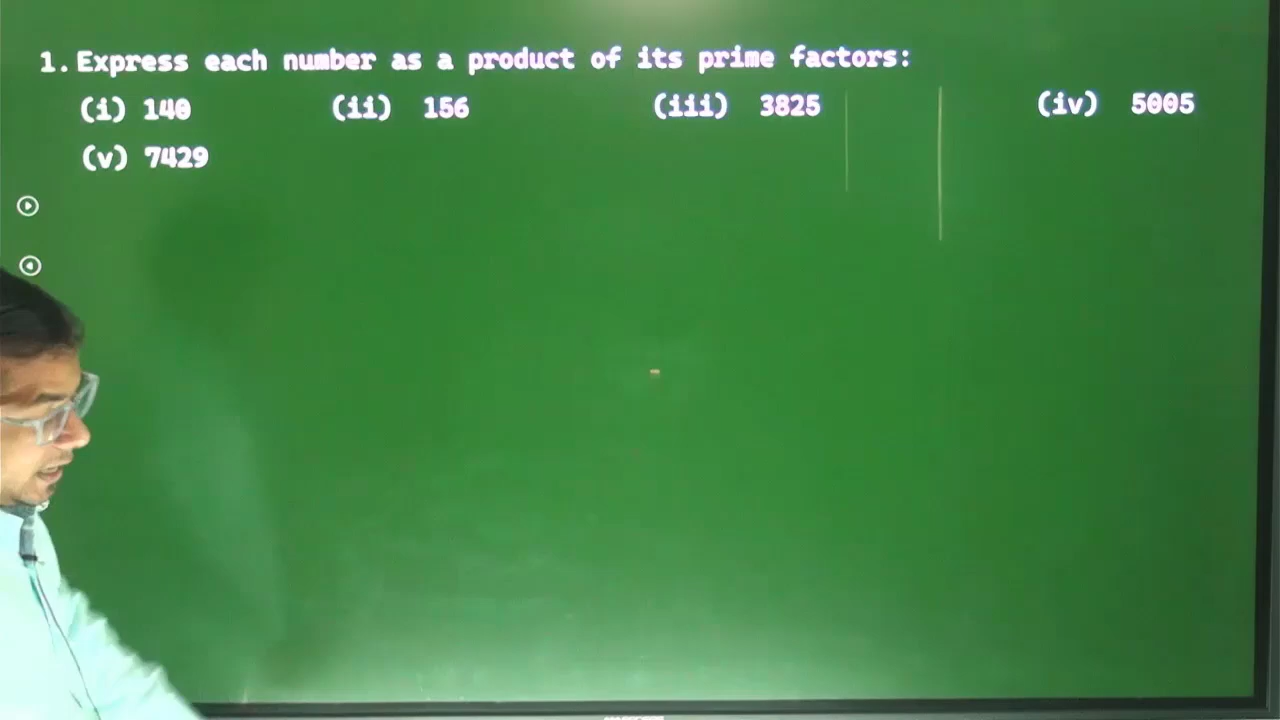 1. Express each number as a product of its prime factors:
(i) 140 (ii) 156 (iii) 3825 (iv) 5005
(v) 7429